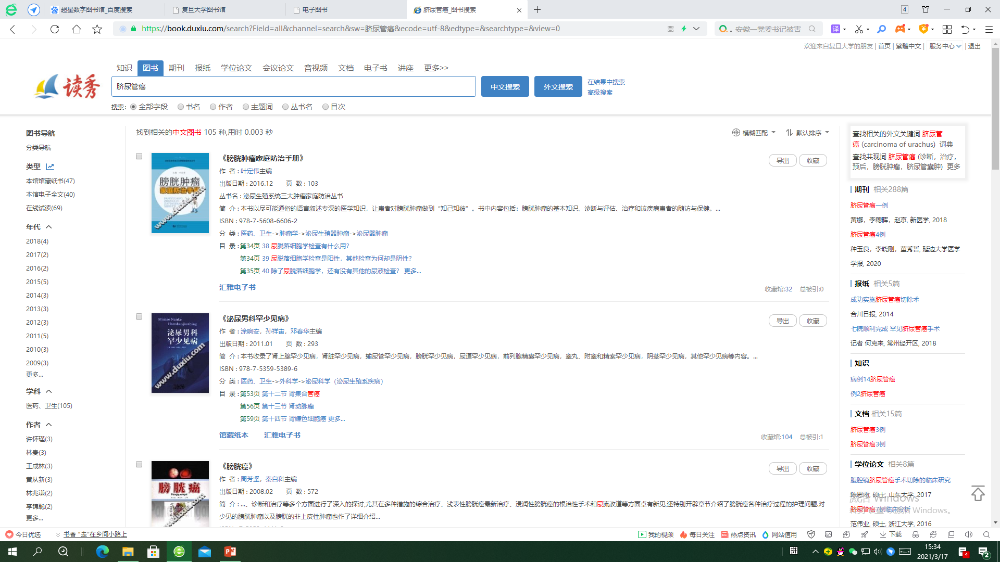 超星数字图书馆_百度搜索
复旦大学图书馆
电子图书
脐尿管癌_图书搜索
4
https://book.duxiu.com/search?Field=all&channel=search&sw=脐尿管癌&ecode=utf-8&edtype=&searchtype=&view=0
安徽一党委书记被害
译
欢迎来自复旦大学的朋友 | 首页 | 繁體中文 | 服务中心 | 退出
读秀
知识 图书 期刊 报纸 学位论文 会议论文 音视频 文档 电子书 讲座 更多>>
脐尿管癌
中文搜索
外文搜索
在结果中搜索
高级搜索
搜索: 全部字段 书名 作者 主题词 丛书名 目次
图书导航
分类导航
类型
本馆馆藏纸书(47)
本馆电子全文(40)
在线试读(69)
年代
2018(4)
2017(2)
2016(2)
2015(5)
2014(3)
2013(3)
2012(3)
2011(5)
2010(3)
2009(3)
更多...
学科
医药、卫生(105)
作者
许怀瑾(3)
林贵(3)
王成林(3)
萧从新(3)
林兆谦(2)
李锦聪(2)
更多...
找到相关的中文图书 105 种,用时 0.003 秒
模糊匹配
默认排序
膀胱肿瘤
家庭防治手册
www.duxiu.com
《膀胱肿瘤家庭防治手册》
导出
收藏
作 者 : 叶定伟主编
出版日期 : 2016.12 页 数 : 103
丛书名 : 泌尿生殖系统三大肿瘤家庭防治丛书
简 介 : 本书以尽可能通俗的语言叙述专深的医学知识，让患者对膀胱肿瘤做到“知己知彼”。书中内容包括：膀胱肿瘤的基本知识、诊断与评估、治疗和该疾病患者的随访与保健。...
ISBN : 978-7-5608-6606-2
分 类 : 医药、卫生->肿瘤学->泌尿生殖器肿瘤->泌尿器肿瘤
目 录 : 第34页 38 尿脱落细胞学检查有什么用?
第34页 39 尿脱落细胞学检查是阳性，其他检查为何却是阴性?
第35页 40 除了尿脱落细胞学，还有没有其他的尿液检查? 更多...
汇雅电子书
收藏馆:32 总被引:0
Miniao Nanke
Hanshaojianbing
泌尿男科
罕少见病
www.duxiu.com
《泌尿男科罕少见病》
导出
收藏
作 者 : 涂响安，孙祥宙，邓春华主编
出版日期 : 2011.01 页 数 : 293
简 介 : 本书收录了肾上腺罕少见病，肾脏罕少见病，输尿管罕少见病，膀胱罕少见病，尿道罕少见病，前列腺精囊罕少见病，睾丸、附睾和精索罕少见病，阴茎罕少见病，其他罕少见病等内容。...
ISBN : 978-7-5359-5389-6
分 类 : 医药、卫生->外科学->泌尿科学（泌尿生殖系疾病）
目 录 : 第53页 第十二节 肾集合管癌
第56页 第十三节 肾动脉瘤
第59页 第十四节 肾嫌色细胞癌 更多...
馆藏纸本 汇雅电子书
收藏馆:104 总被引:1
膀胱癌
Pangguangai
《膀胱癌》
导出
收藏
作 者 : 周芳坚，秦自科主编
出版日期 : 2008.02 页 数 : 572
简 介 : ...、诊断和治疗等多个方面进行了深入的探讨,尤其在多种措施的综合治疗、浅表性膀胱癌最新治疗、浸润性膀胱癌的根治性手术和尿流改道等方面卓有新见,还特别开辟章节介绍了膀胱癌各种治疗过程的护理问题.对
少见的膀胱肿瘤以及膀胱的非上皮性肿瘤也作了详细介绍...
查找相关的外文关键词 脐尿管
癌 (carcinoma of urachus) 词典
查找共现词 脐尿管癌 (诊断，治疗，
预后，膀胱肿瘤，脐尿管囊肿) 更多
期刊 相关288篇
脐尿管癌一例
黄娜，李穗晖，赵京, 新医学, 2018
脐尿管癌4例
种玉良，李晓刚，董秀哲, 延边大学医学
学报, 2020
报纸 相关5篇
成功实施脐尿管癌切除术
合川日报, 2014
七院顺利完成 罕见脐尿管癌手术
记者 何克来, 常州经开区, 2018
知识
病例14脐尿管癌
例2脐尿管癌
文档 相关15篇
脐尿管癌3例
脐尿管癌3例
学位论文 相关8篇
腹腔镜脐尿管癌手术切除的临床研究
陈思雨, 硕士, 山东大学, 2017
激活 Windows
范伟业, 硕士, 浙江大学, 2016
今日优选
书香 “走”在乡间小路上
我的视频 每日关注 热点资讯 网站信用 下载
拼
15:34
2021/3/17
4
2